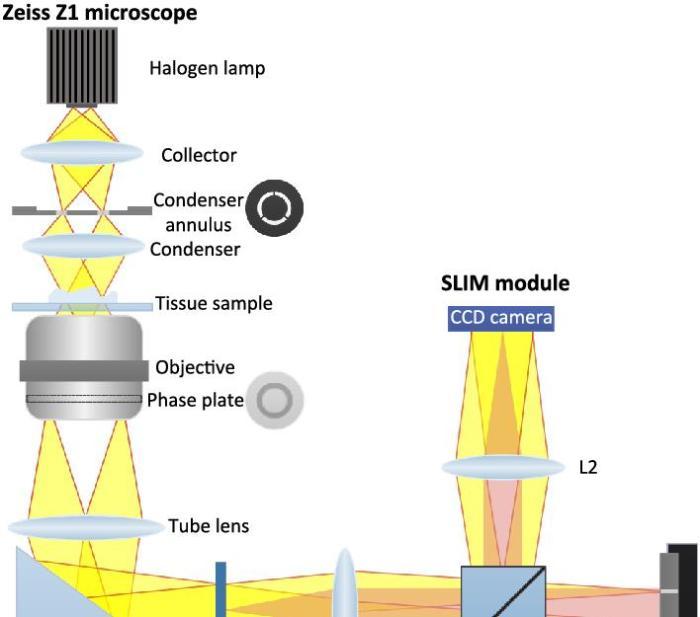 Zeiss Z1 microscope
Halogen lamp
Collector
Condenser
annulus
Condenser
Tissue sample
Objective
Phase plate
Tube lens
SLIM module
CCD camera
L2